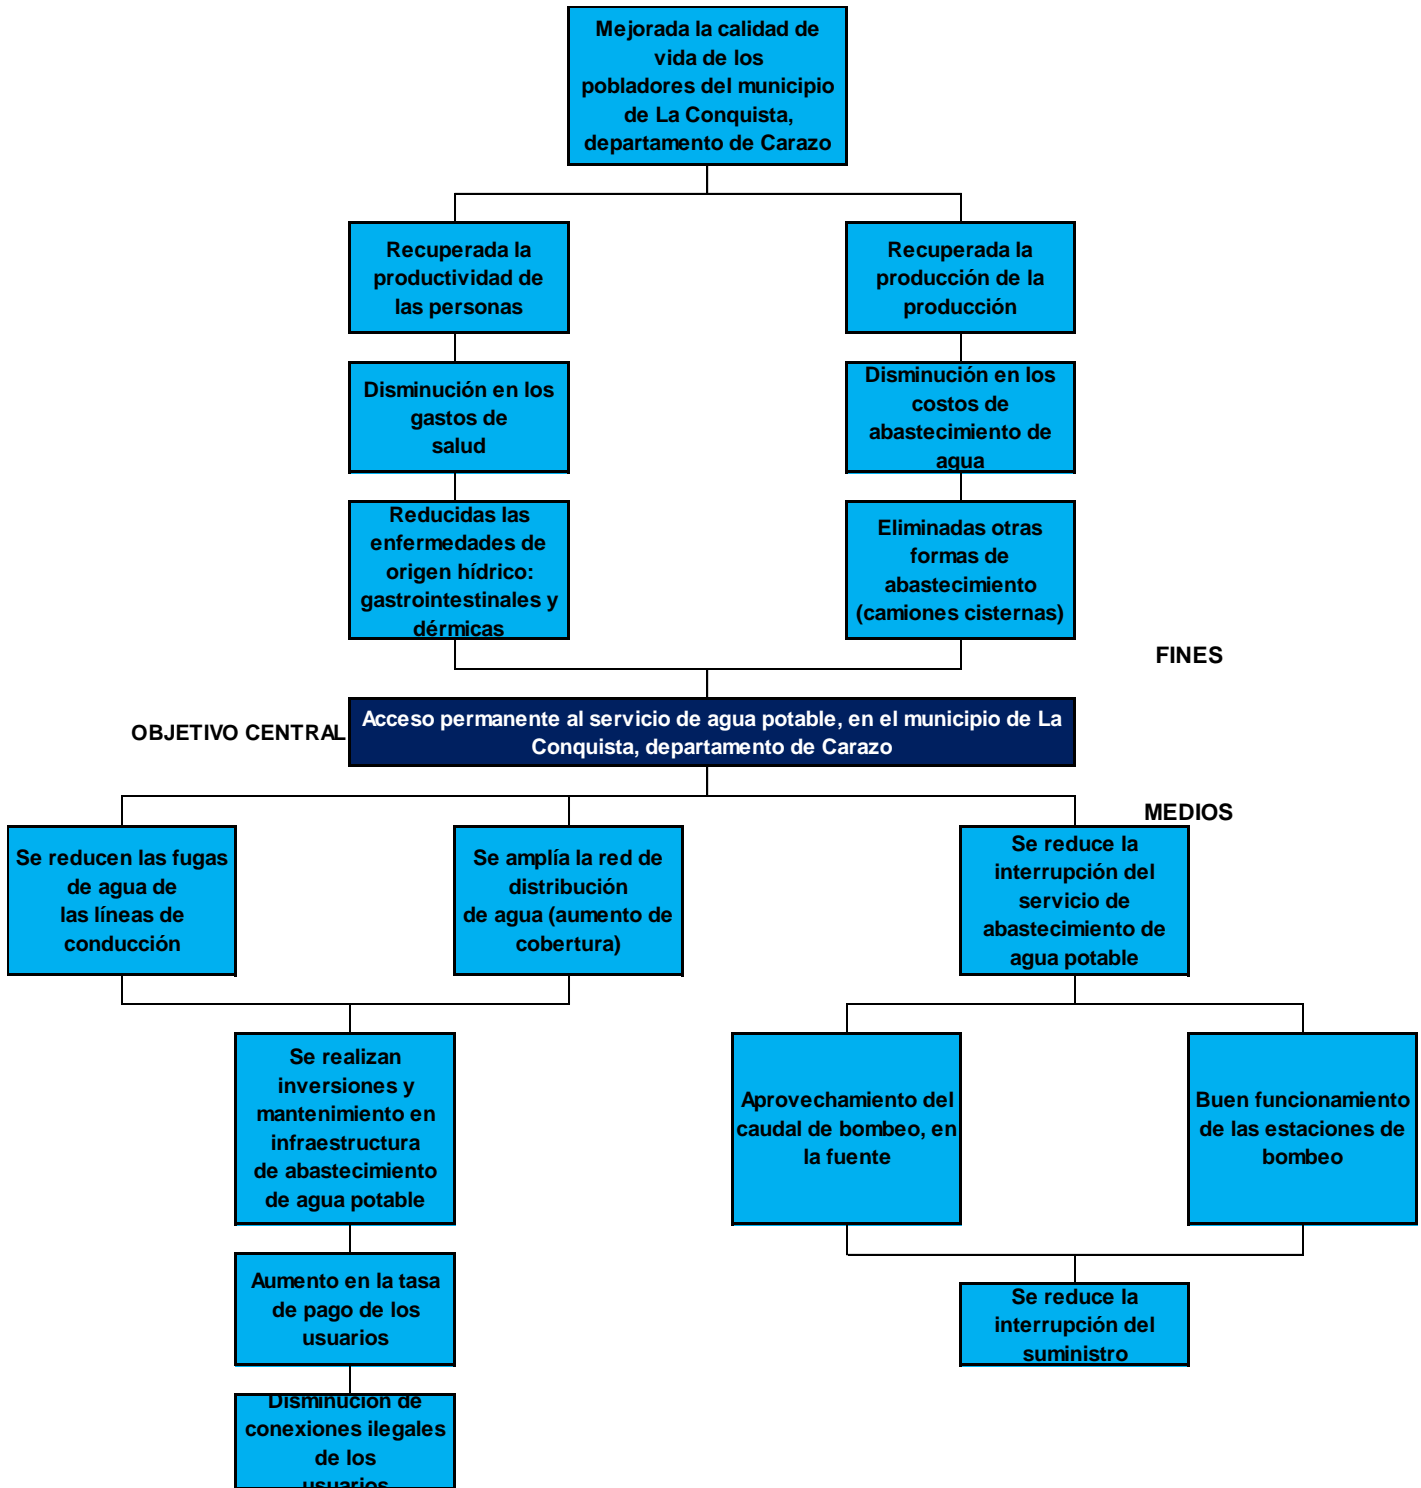 Mejorada la calidad de
vida de los
pobladores del municipio
de La Conquista,
departamento de Carazo
Recuperada la
productividad de
las personas
Recuperada la
producción de la
producción
Disminución en los
gastos de
salud
Disminución en los
costos de
abastecimiento de
agua
Reducidas las
enfermedades de
origen hídrico:
gastrointestinales y
dérmicas
Eliminadas otras
formas de
abastecimiento
(camiones cisternas)
FINES
OBJETIVO CENTRAL
Acceso permanente al servicio de agua potable, en el municipio de La
Conquista, departamento de Carazo
MEDIOS
Se reducen las fugas
de agua de
las líneas de
conducción
Se amplía la red de
distribución
de agua (aumento de
cobertura)
Se reduce la
interrupción del
servicio de
abastecimiento de
agua potable
Se realizan
inversiones y
mantenimiento en
infraestructura
de abastecimiento
de agua potable
Aprovechamiento del
caudal de bombeo, en
la fuente
Buen funcionamiento
de las estaciones de
bombeo
Aumento en la tasa
de pago de los
usuarios
Se reduce la
interrupción del
suministro
Disminución de
conexiones ilegales
de los
usuarios